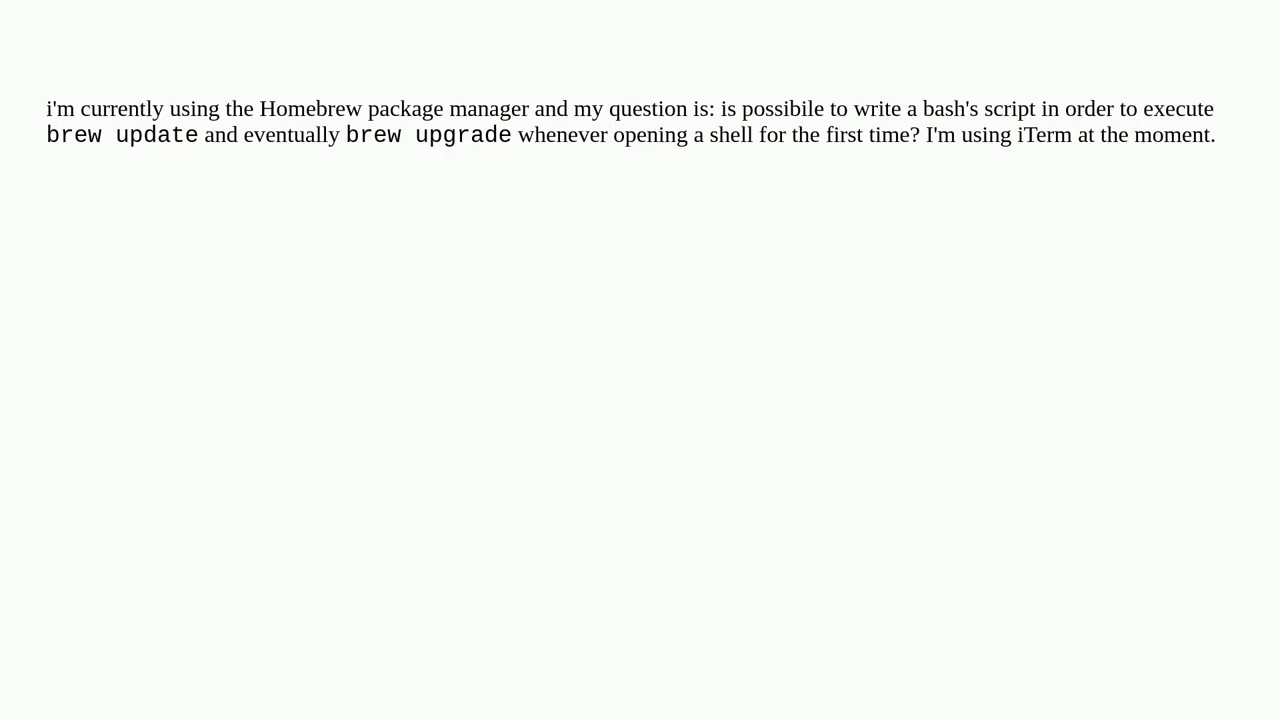 i'm currently using the Homebrew package manager and my question is: is possibile to write a bash's script in order to execute
brew update and eventually brew upgrade whenever opening a shell for the first time? I'm using iTerm at the moment.